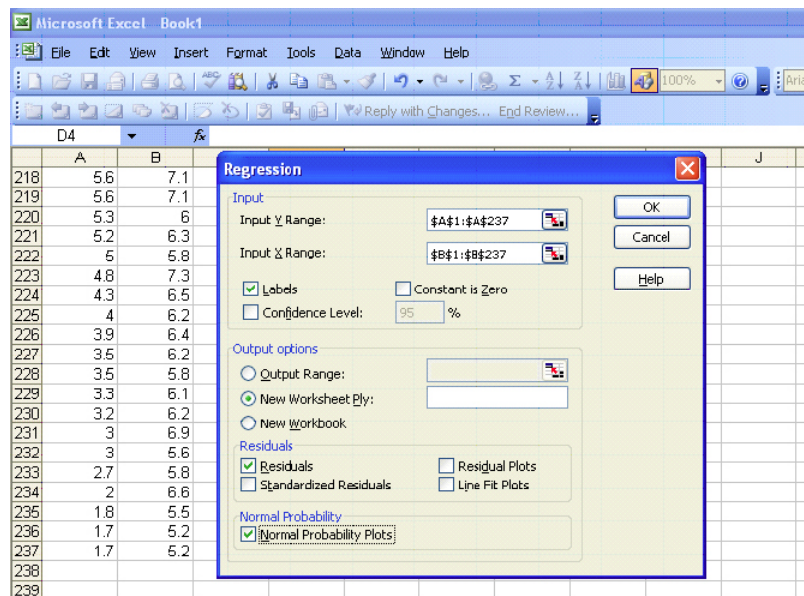 Microsoft Excel Book1
File Edit View Insert Format Tools Data Window Help
Σ 100%
Reply with Changes... End Review...
D4 fx
A B J
218 5.6 7.1
219 5.6 7.1
220 5.3 6
221 5.2 6.3
222 5 5.8
223 4.8 7.3
224 4.3 6.5
225 4 6.2
226 3.9 6.4
227 3.5 6.2
228 3.5 5.8
229 3.3 6.1
230 3.2 6.2
231 3 6.9
232 3 5.6
233 2.7 5.8
234 2 6.6
235 1.8 5.5
236 1.7 5.2
237 1.7 5.2
238
239
Regression
Input
Input Y Range: $A$1:$A$237
Input X Range: $B$1:$B$237
Labels Constant is Zero
Confidence Level: 95 %
Output options
Output Range:
New Worksheet Ply:
New Workbook
Residuals
Residuals Residual Plots
Standardized Residuals Line Fit Plots
Normal Probability
Normal Probability Plots
OK
Cancel
Help